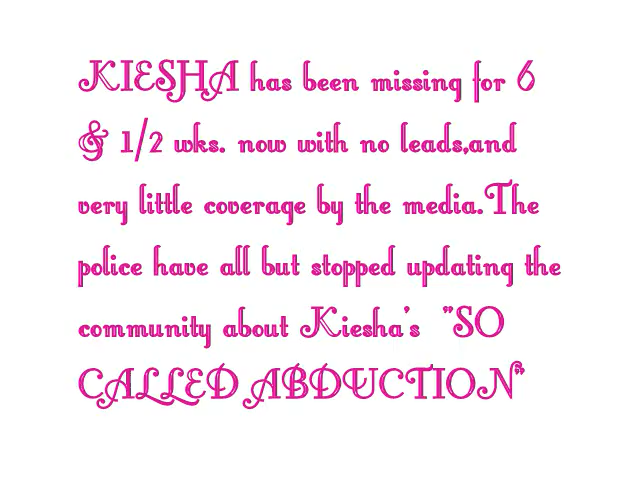 KIESHA has been missing for 6
& 1/2 wks. now with no leads,and
very little coverage by the media.The
police have all but stopped updating the
community about Kiesha's "SO
CALLED ABDUCTION"